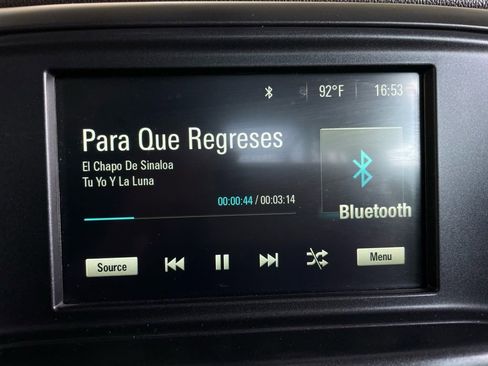 92°F 16:53
Para Que Regreses
El Chapo De Sinaloa
Tu Yo Y La Luna
00:00:44 / 00:03:14
Bluetooth
Source
Menu